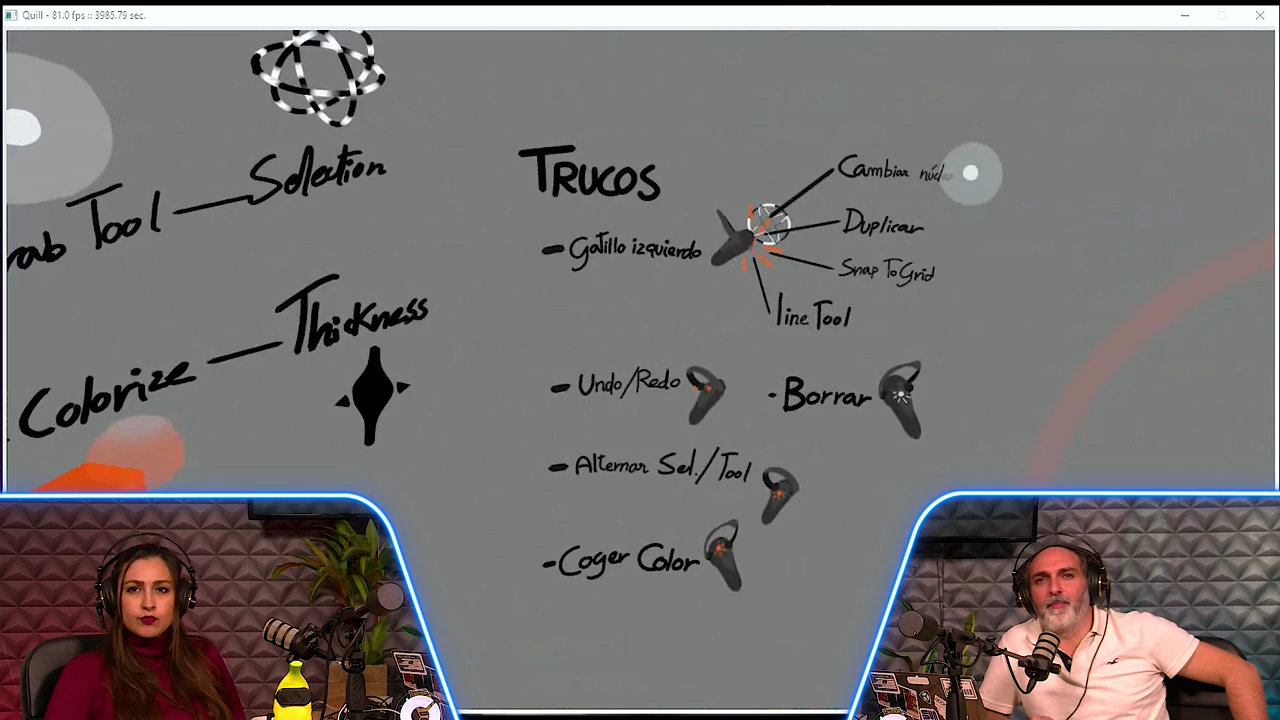 Quill - 81.0 fps :: 3985.79 sec.
Selection
Tool
Thickness
Colorize
TRUCOS
- Gatillo izquierdo
Cambiar
Duplicar
Snap To Grid
line Tool
- Undo/Redo
- Borrar
- Alternar Sel./Tool
- Coger Color